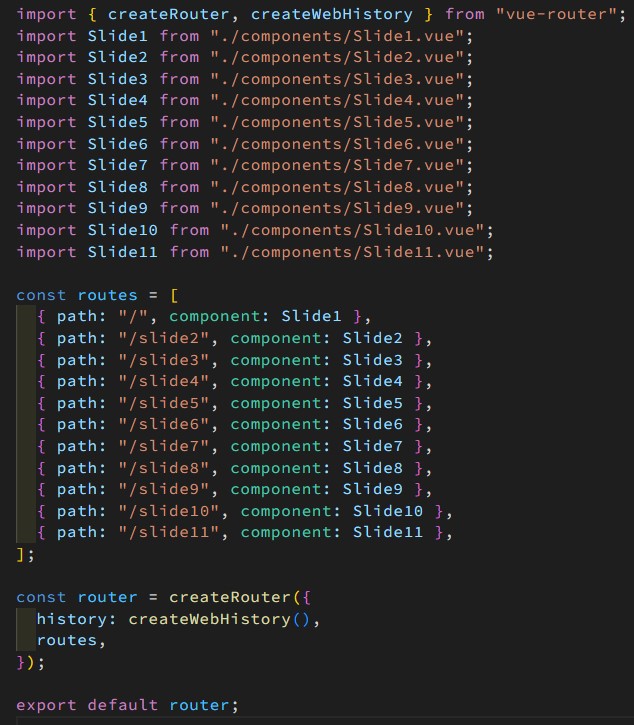 import { createRouter, createWebHistory } from "vue-router";
import Slide1 from "./components/Slide1.vue";
import Slide2 from "./components/Slide2.vue";
import Slide3 from "./components/Slide3.vue";
import Slide4 from "./components/Slide4.vue";
import Slide5 from "./components/Slide5.vue";
import Slide6 from "./components/Slide6.vue";
import Slide7 from "./components/Slide7.vue";
import Slide8 from "./components/Slide8.vue";
import Slide9 from "./components/Slide9.vue";
import Slide10 from "./components/Slide10.vue";
import Slide11 from "./components/Slide11.vue";

const routes = [
  { path: "/", component: Slide1 },
  { path: "/slide2", component: Slide2 },
  { path: "/slide3", component: Slide3 },
  { path: "/slide4", component: Slide4 },
  { path: "/slide5", component: Slide5 },
  { path: "/slide6", component: Slide6 },
  { path: "/slide7", component: Slide7 },
  { path: "/slide8", component: Slide8 },
  { path: "/slide9", component: Slide9 },
  { path: "/slide10", component: Slide10 },
  { path: "/slide11", component: Slide11 },
];

const router = createRouter({
  history: createWebHistory(),
  routes,
});

export default router;